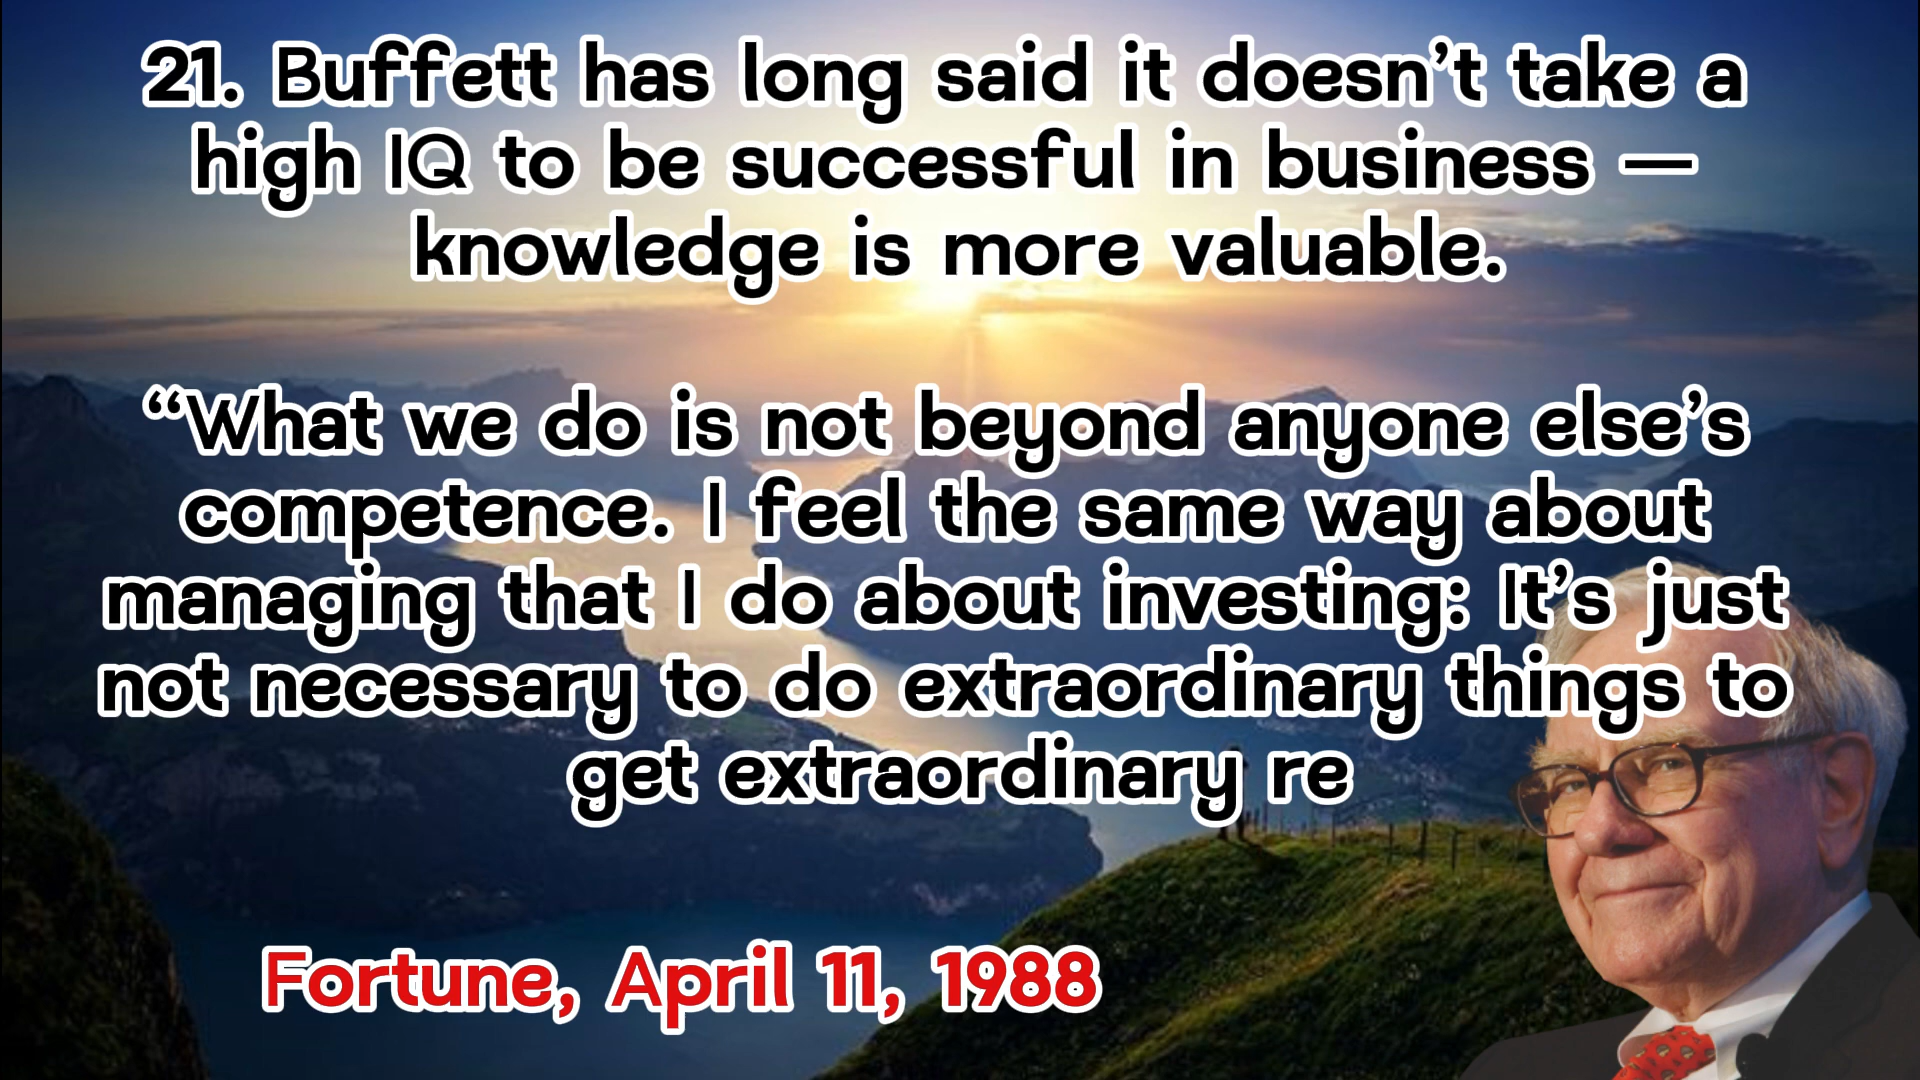 21. Buffett has long said it doesn’t take a
high IQ to be successful in business —
knowledge is more valuable.
“What we do is not beyond anyone else’s
competence. I feel the same way about
managing that I do about investing: It’s just
not necessary to do extraordinary things to
get extraordinary re
Fortune, April 11, 1988